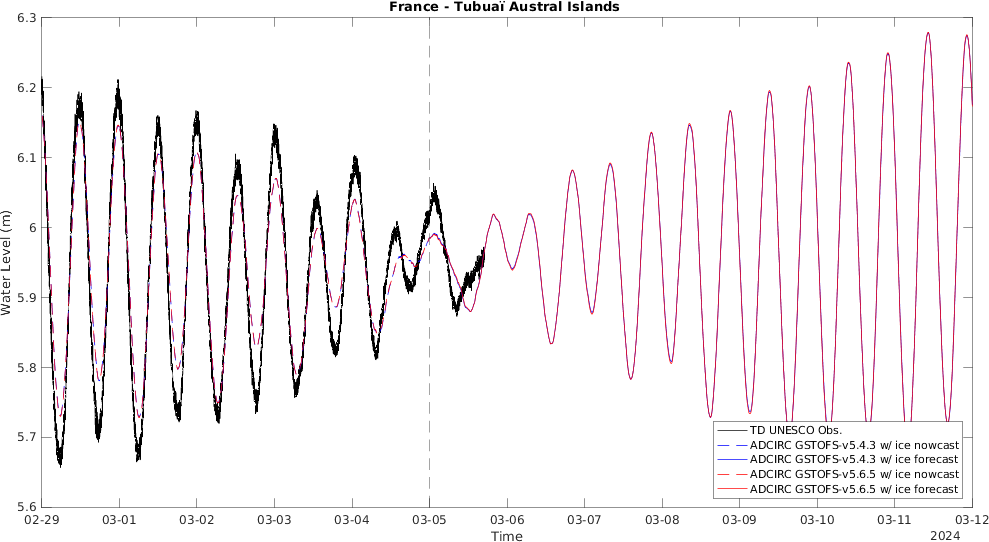 France - Tubuaï Austral Islands
6.3
6.2
6.1
6
5.9
5.8
5.7
5.6
Water Level (m)
TD UNESCO Obs.
ADCIRC GSTOFS-v5.4.3 w/ ice nowcast
ADCIRC GSTOFS-v5.4.3 w/ ice forecast
ADCIRC GSTOFS-v5.6.5 w/ ice nowcast
ADCIRC GSTOFS-v5.6.5 w/ ice forecast
02-29 03-01 03-02 03-03 03-04 03-05 03-06 03-07 03-08 03-09 03-10 03-11 03-12
Time
2024